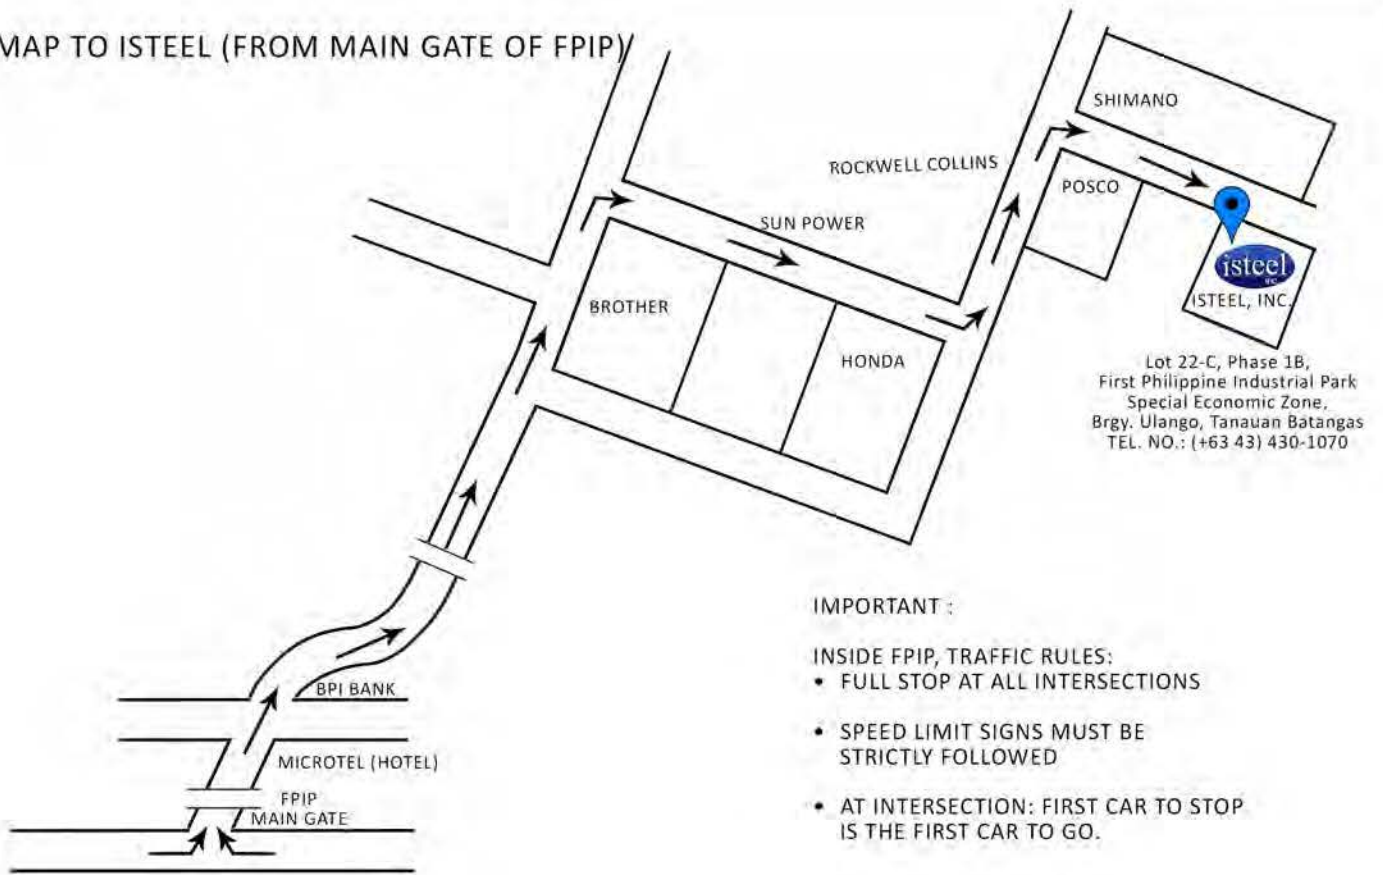 MAP TO ISTEEL (FROM MAIN GATE OF FPIP)
SHIMANO
ROCKWELL COLLINS
POSCO
SUN POWER
isteel
ISTEEL, INC.
BROTHER
HONDA
Lot 22-C, Phase 1B,
First Philippine Industrial Park
Special Economic Zone,
Brgy. Ulango, Tanauan Batangas
TEL. NO.: (+63 43) 430-1070
BPI BANK
MICROTEL (HOTEL)
FPIP
MAIN GATE
IMPORTANT :
INSIDE FPIP, TRAFFIC RULES:
• FULL STOP AT ALL INTERSECTIONS
• SPEED LIMIT SIGNS MUST BE
STRICTLY FOLLOWED
• AT INTERSECTION: FIRST CAR TO STOP
IS THE FIRST CAR TO GO.